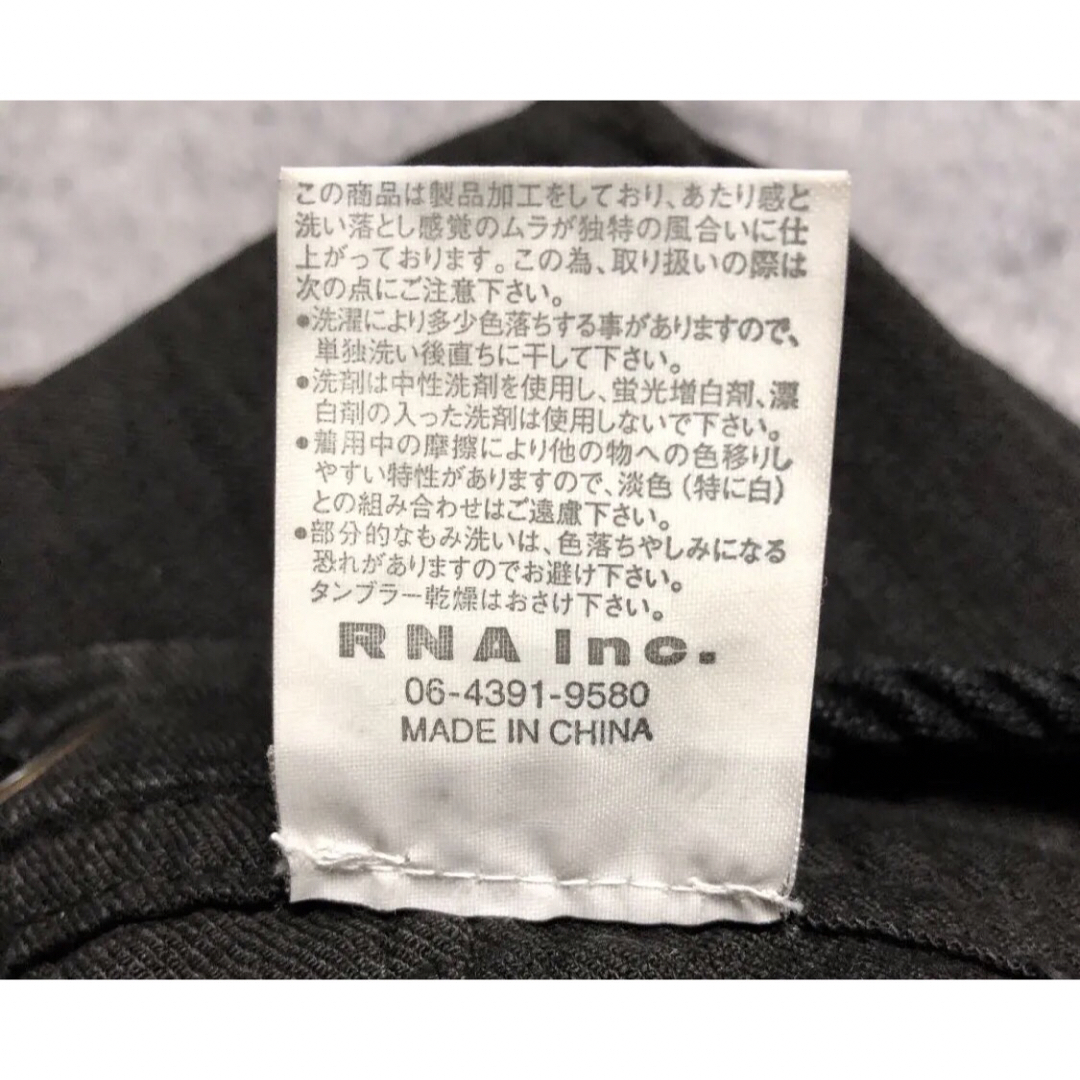 この商品は製品加工をしており、あたり感と
洗い落とし感覚のムラが独特の風合いに仕
上がっております。この為、取り扱いの際は
次の点にご注意下さい。
●洗濯により多少色落ちする事がありますので、
単独洗い後直ちに干して下さい。
●洗剤は中性洗剤を使用し、蛍光増白剤、漂
白剤の入った洗剤は使用しないで下さい。
●着用中の摩擦により他の物への色移りし
やすい特性がありますので、淡色（特に白）
との組み合わせはご遠慮下さい。
●部分的なもみ洗いは、色落ちやしみになる
恐れがありますのでお避け下さい。
タンブラー乾燥はおさけ下さい。
RNA Inc.
06-4391-9580
MADE IN CHINA